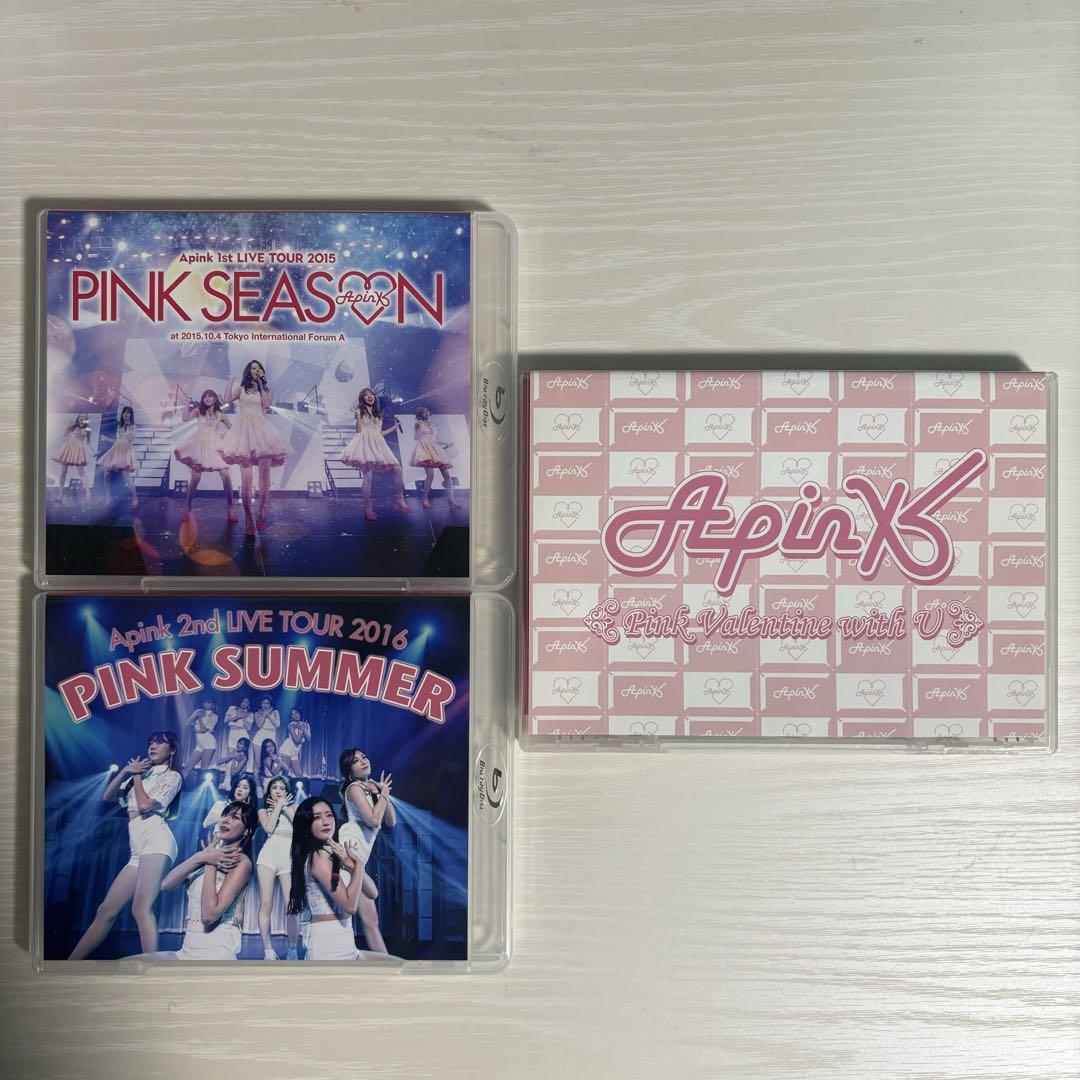 Apink 1st LIVE TOUR 2015
PINK SEASON
Apink
at 2015.10.4 Tokyo International Forum A
Blu-ray Disc
Apink 2nd LIVE TOUR 2016
PINK SUMMER
Blu-ray Disc
Apink
Pink Valentine with U